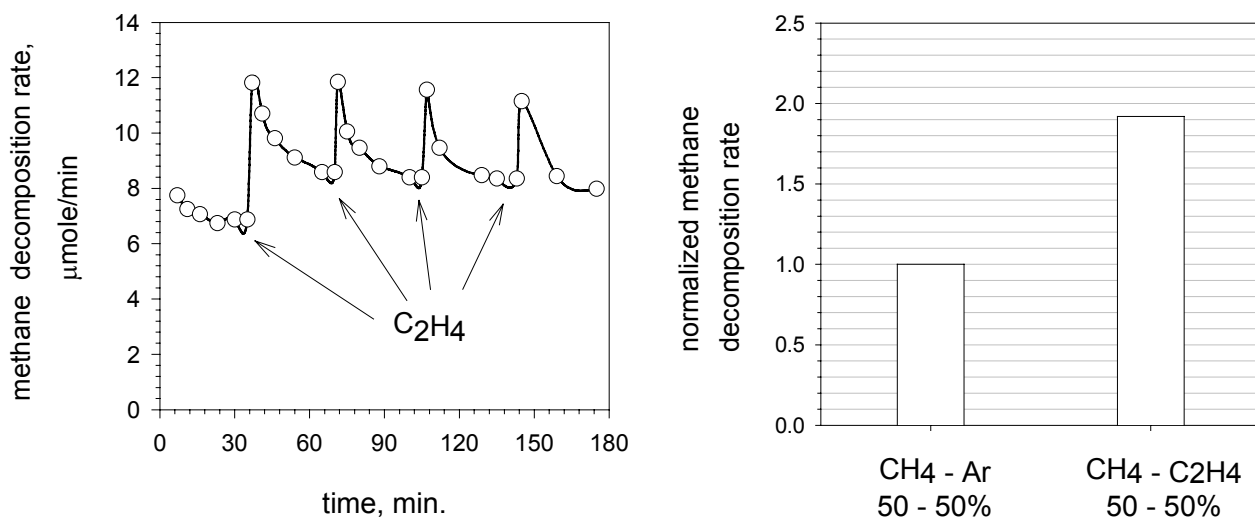 methane decomposition rate,
μmole/min
14
12
10
8
6
4
2
0
C2H4
0 30 60 90 120 150 180
time, min.
normalized methane
decomposition rate
2.5
2.0
1.5
1.0
0.5
0.0
CH4 - Ar
50 - 50%
CH4 - C2H4
50 - 50%